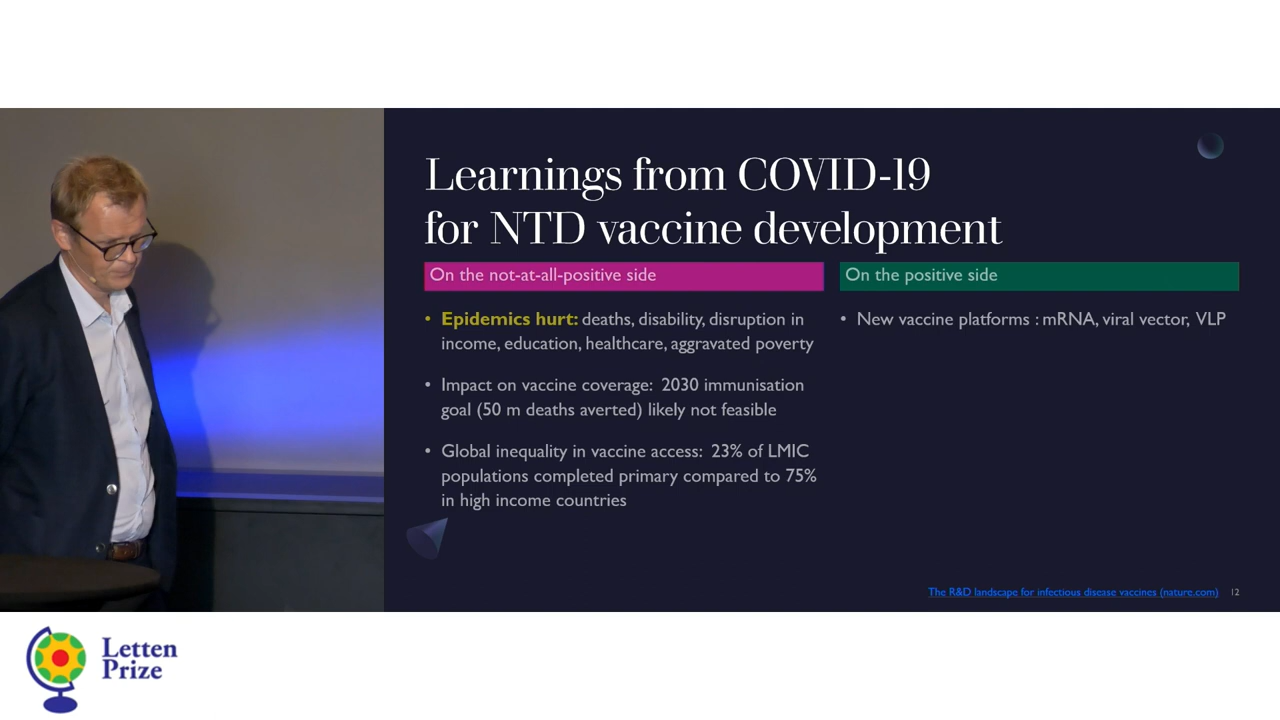 Learnings from COVID-19
for NTD vaccine development
On the not-at-all-positive side
• Epidemics hurt: deaths, disability, disruption in
income, education, healthcare, aggravated poverty
• Impact on vaccine coverage: 2030 immunisation
goal (50 m deaths averted) likely not feasible
• Global inequality in vaccine access: 23% of LMIC
populations completed primary compared to 75%
in high income countries
On the positive side
• New vaccine platforms : mRNA, viral vector, VLP
The R&D landscape for infectious disease vaccines (nature.com)
12
Letten
Prize